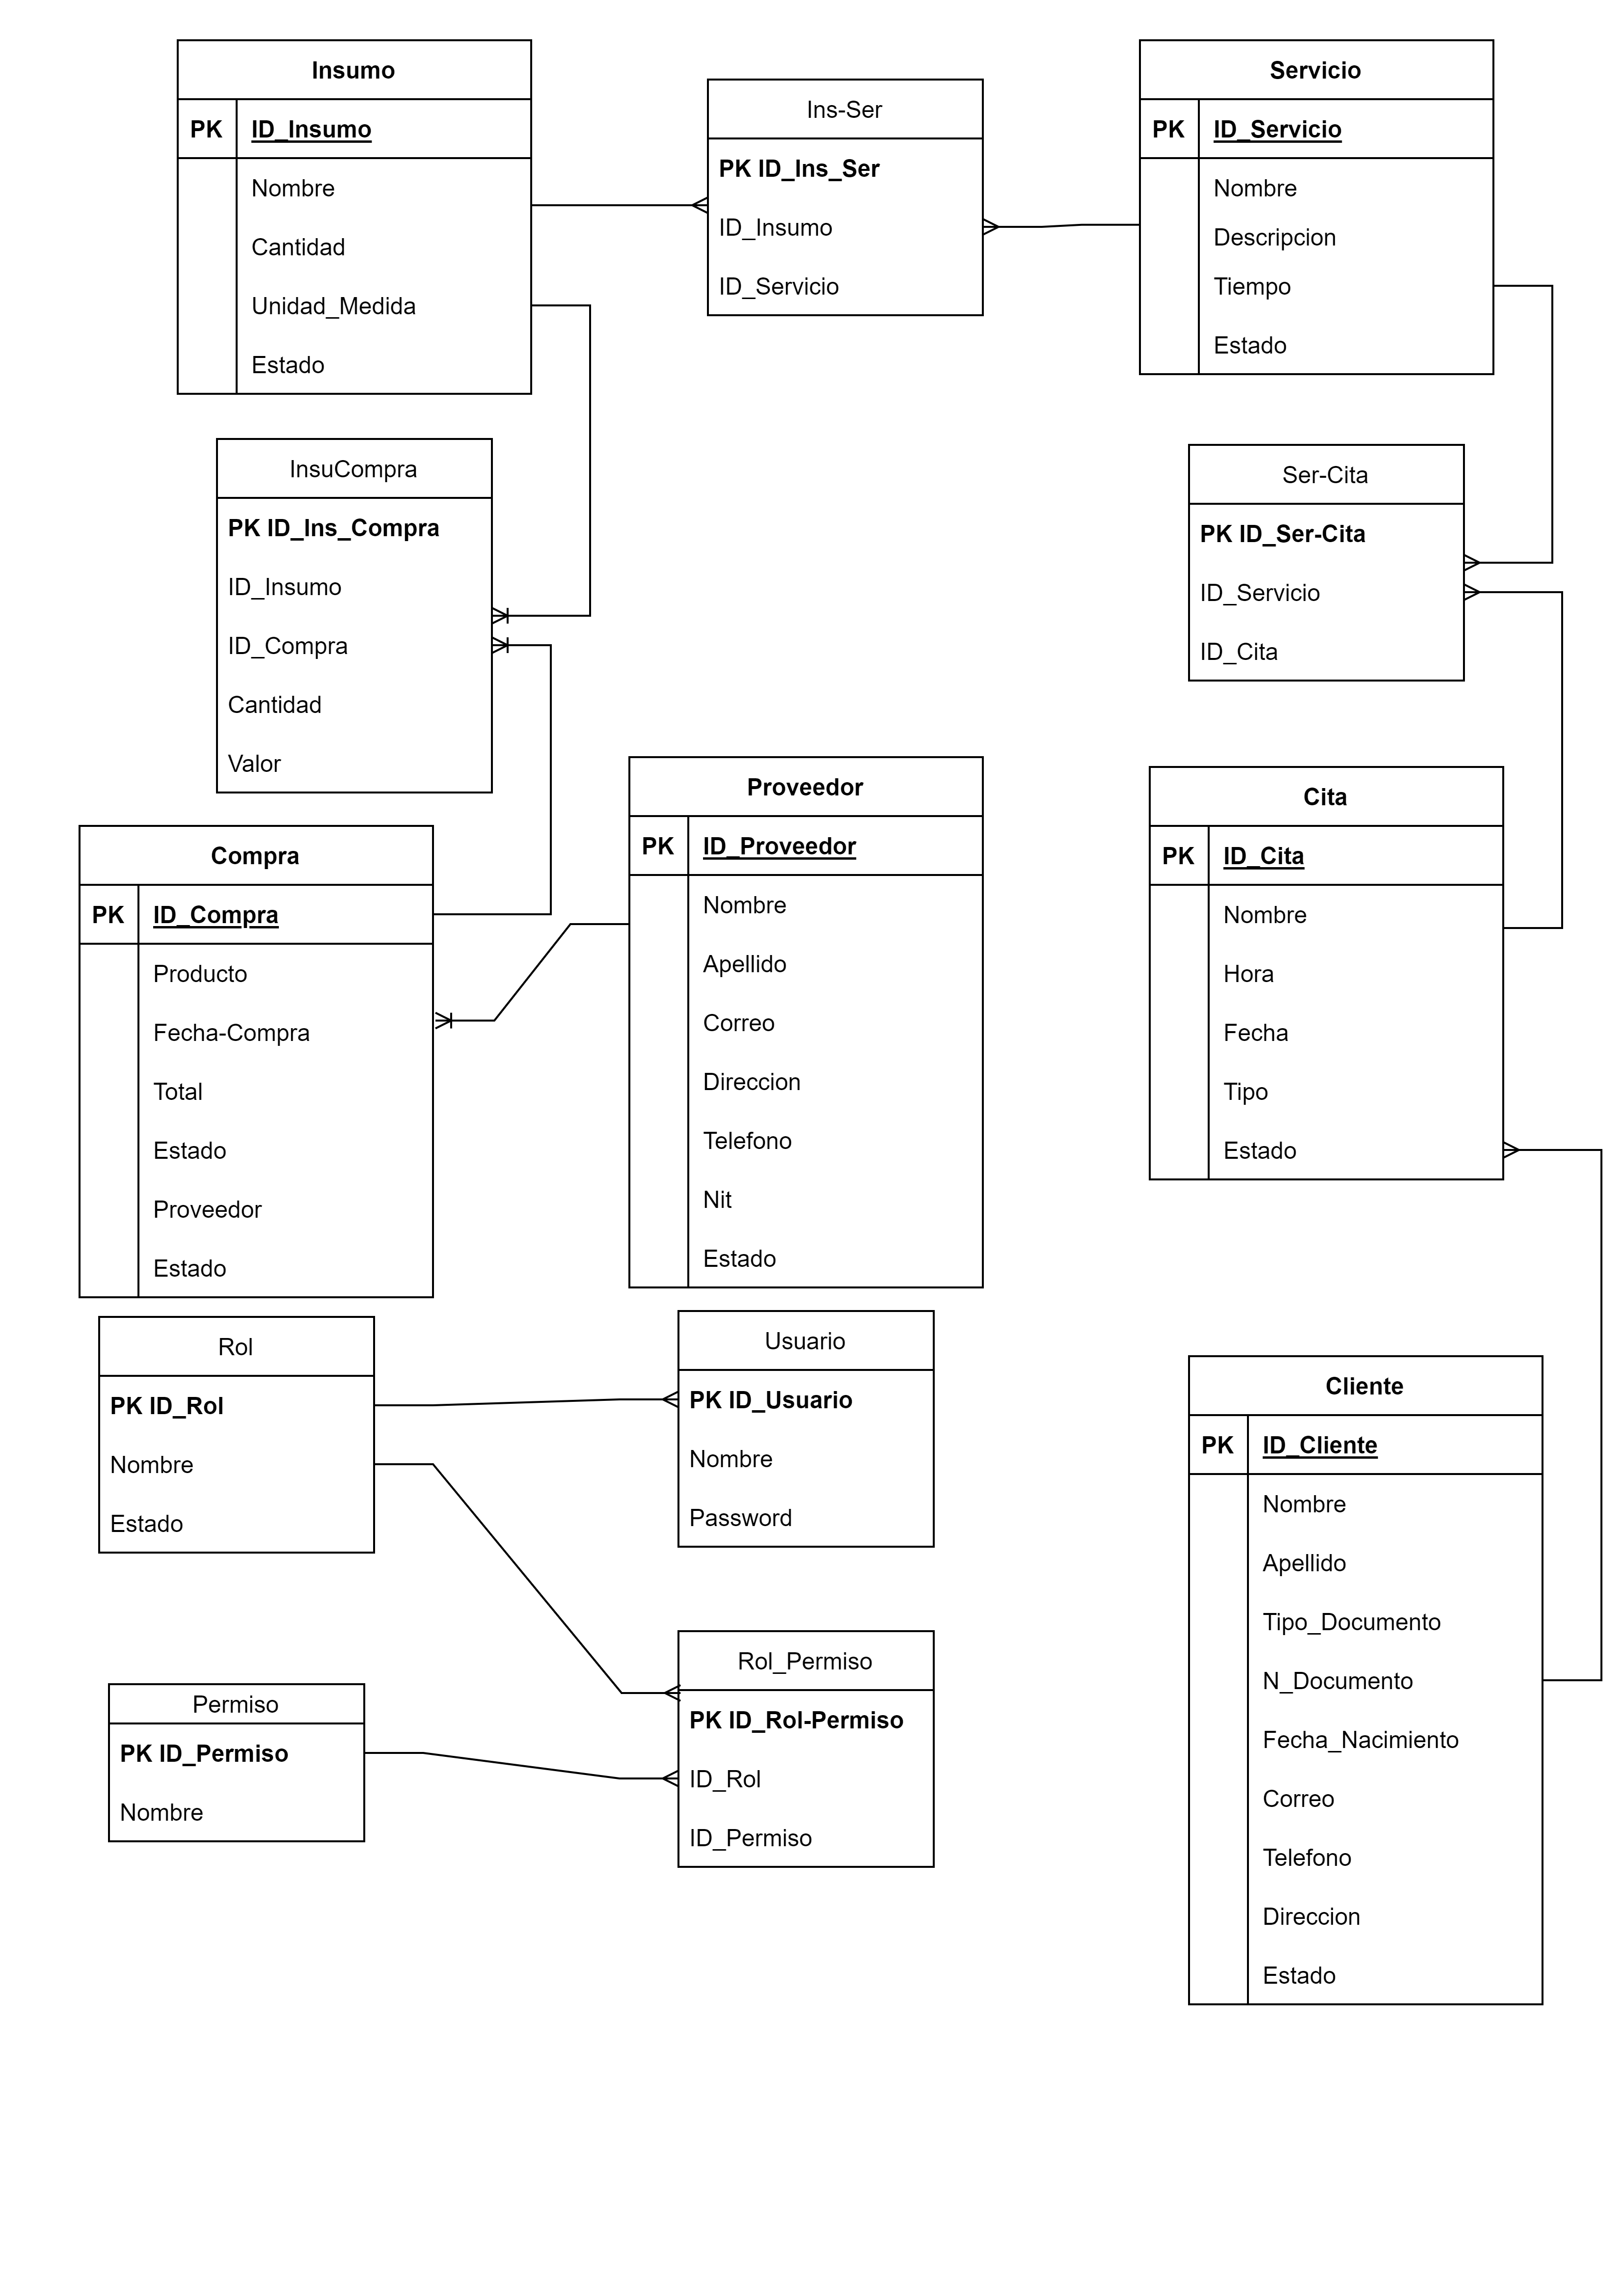 Insumo
PK ID_Insumo
Nombre
Cantidad
Unidad_Medida
Estado
Ins-Ser
PK ID_Ins_Ser
ID_Insumo
ID_Servicio
Servicio
PK ID_Servicio
Nombre
Descripcion
Tiempo
Estado
InsuCompra
PK ID_Ins_Compra
ID_Insumo
ID_Compra
Cantidad
Valor
Ser-Cita
PK ID_Ser-Cita
ID_Servicio
ID_Cita
Compra
PK ID_Compra
Producto
Fecha-Compra
Total
Estado
Proveedor
Estado
Proveedor
PK ID_Proveedor
Nombre
Apellido
Correo
Direccion
Telefono
Nit
Estado
Cita
PK ID_Cita
Nombre
Hora
Fecha
Tipo
Estado
Rol
PK ID_Rol
Nombre
Estado
Usuario
PK ID_Usuario
Nombre
Password
Cliente
PK ID_Cliente
Nombre
Apellido
Tipo_Documento
N_Documento
Fecha_Nacimiento
Correo
Telefono
Direccion
Estado
Permiso
PK ID_Permiso
Nombre
Rol_Permiso
PK ID_Rol-Permiso
ID_Rol
ID_Permiso